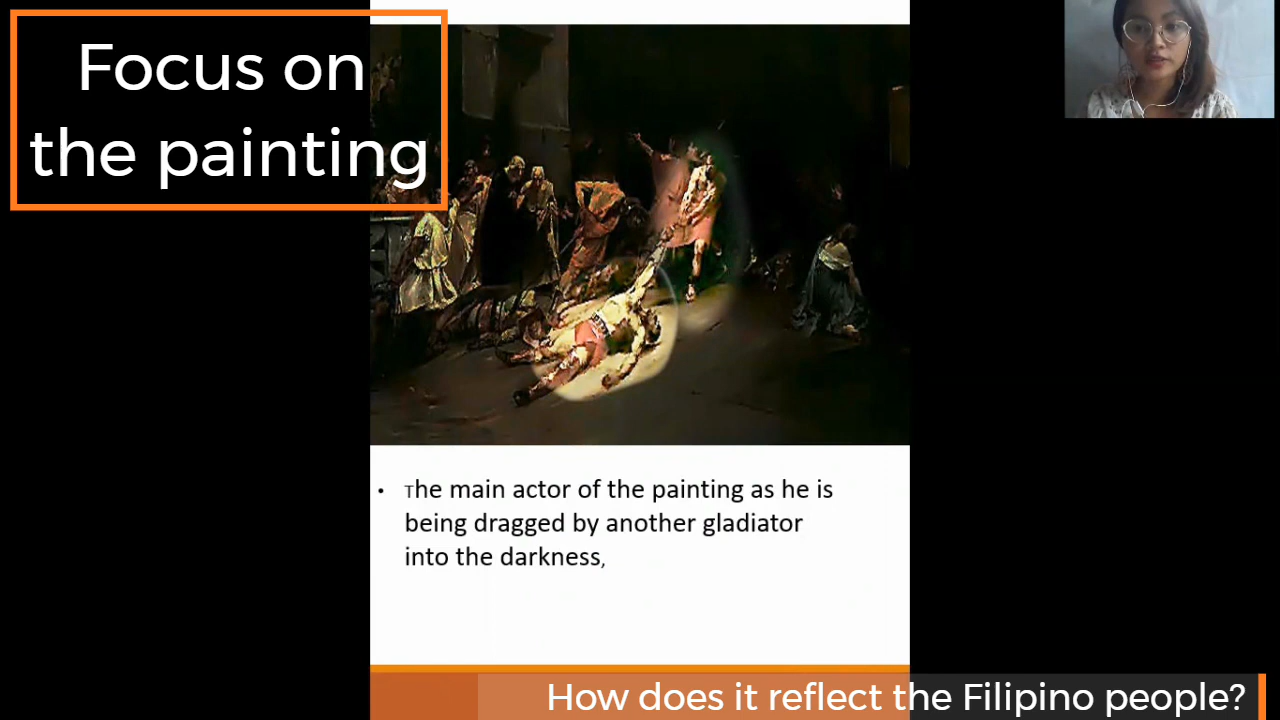 Focus on
the painting
• The main actor of the painting as he is
being dragged by another gladiator
into the darkness,
How does it reflect the Filipino people?